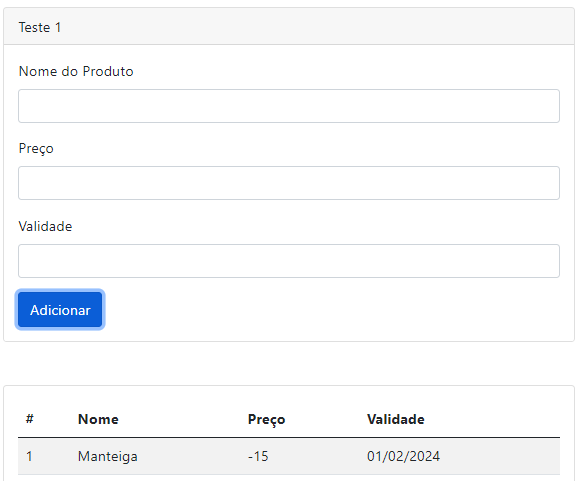 Teste 1
Nome do Produto
Preço
Validade
Adicionar
# Nome Preço Validade
1 Manteiga -15 01/02/2024